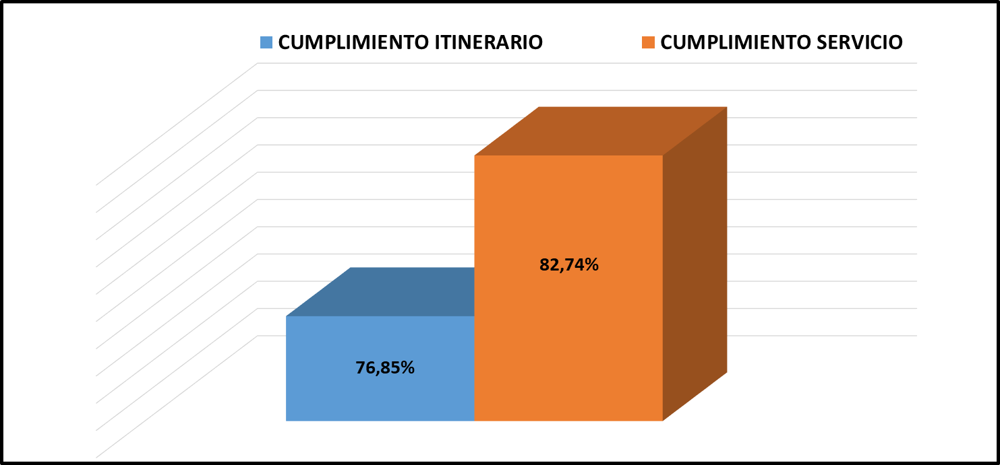 CUMPLIMIENTO ITINERARIO CUMPLIMIENTO SERVICIO
82,74%
76,85%